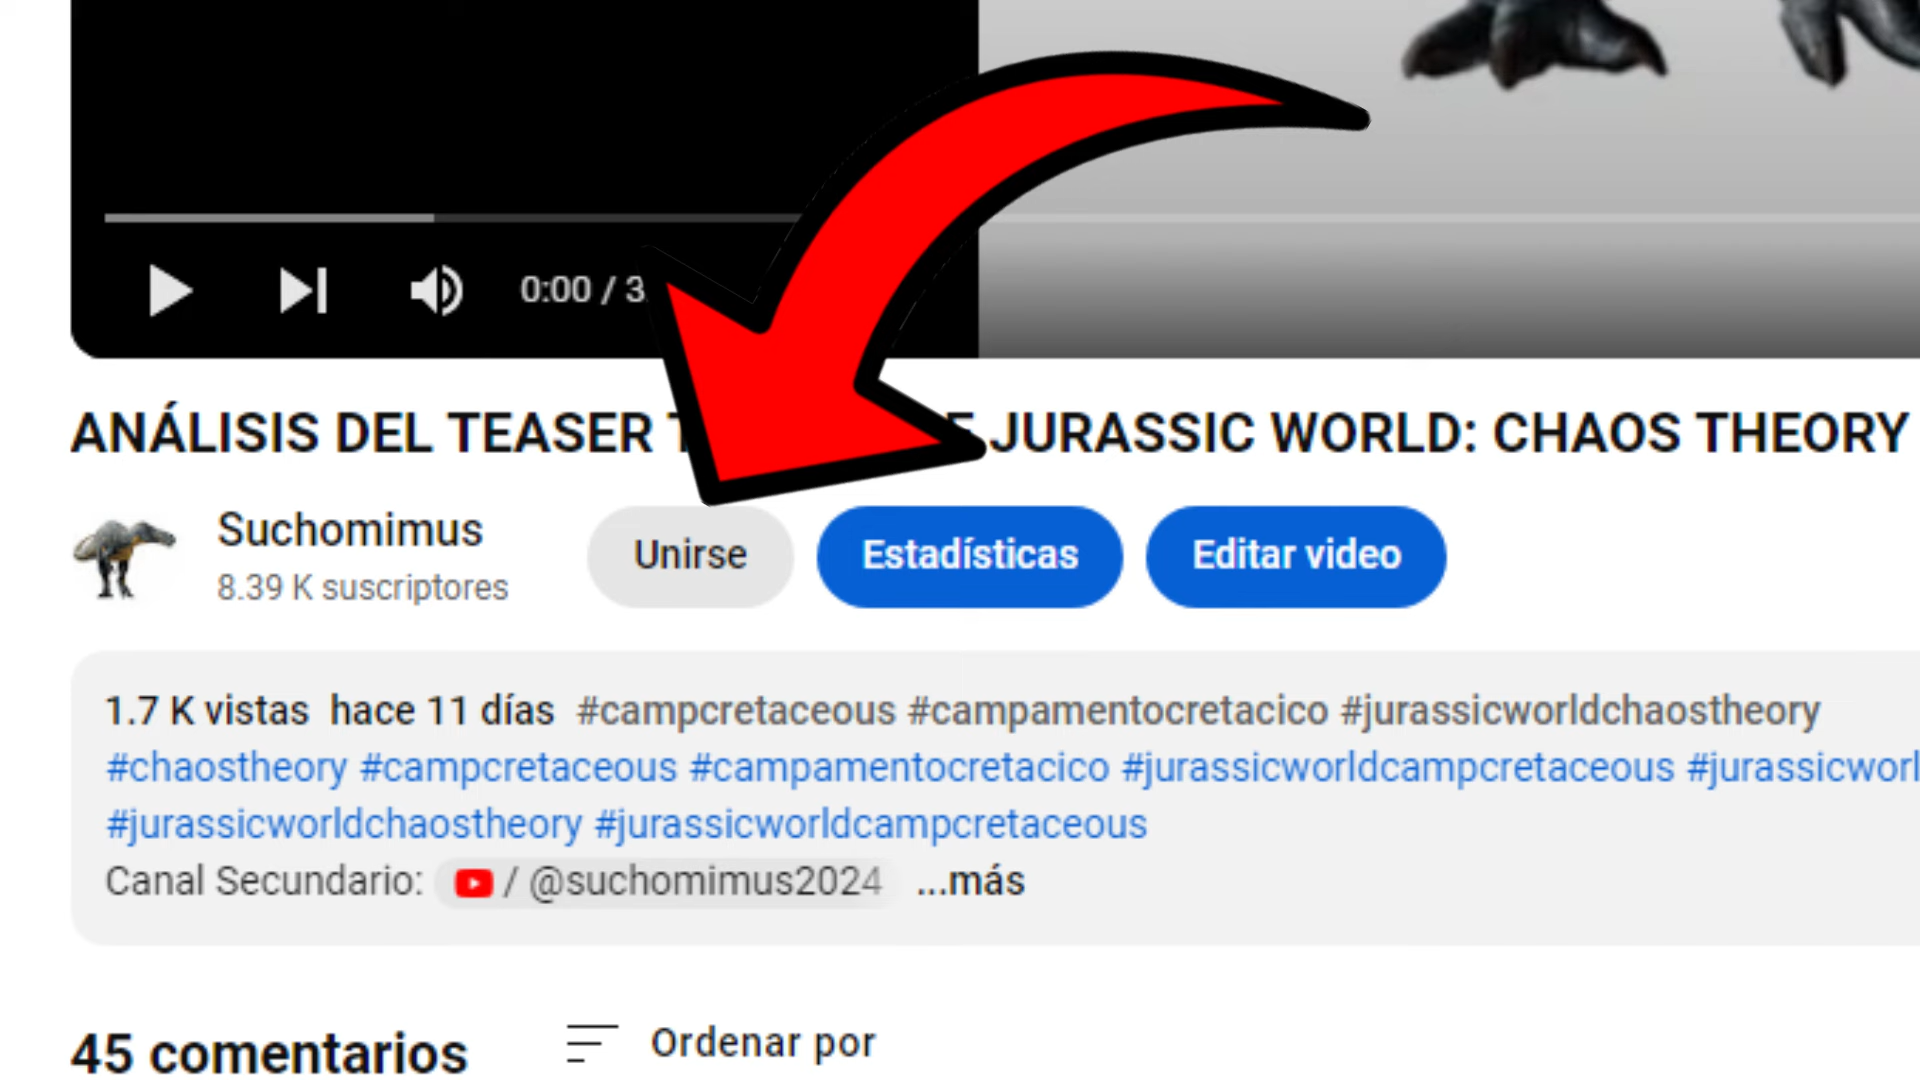 0:00 / 3
ANÁLISIS DEL TEASER JURASSIC WORLD: CHAOS THEORY
Suchomimus
8.39 K suscriptores
Unirse
Estadísticas
Editar video
1.7 K vistas hace 11 días #campcretaceous #campamentocretacico #jurassicworldchaostheory
#chaostheory #campcretaceous #campamentocretacico #jurassicworldcampcretaceous #jurassicworl
#jurassicworldchaostheory #jurassicworldcampcretaceous
Canal Secundario: / @suchomimus2024 ...más
45 comentarios
Ordenar por